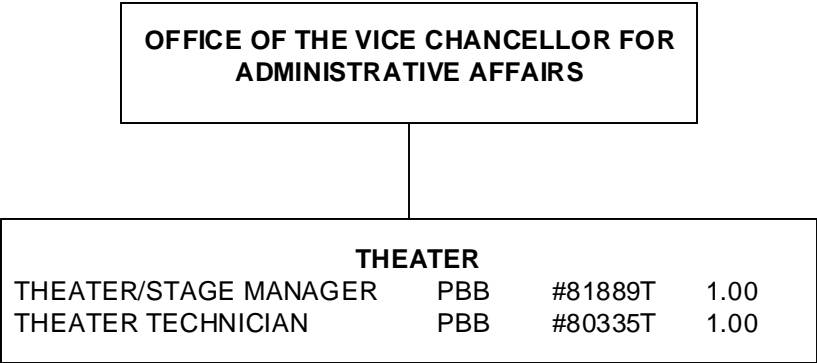 OFFICE OF THE VICE CHANCELLOR FOR
ADMINISTRATIVE AFFAIRS
THEATER
THEATER/STAGE MANAGER PBB #81889T 1.00
THEATER TECHNICIAN PBB #80335T 1.00